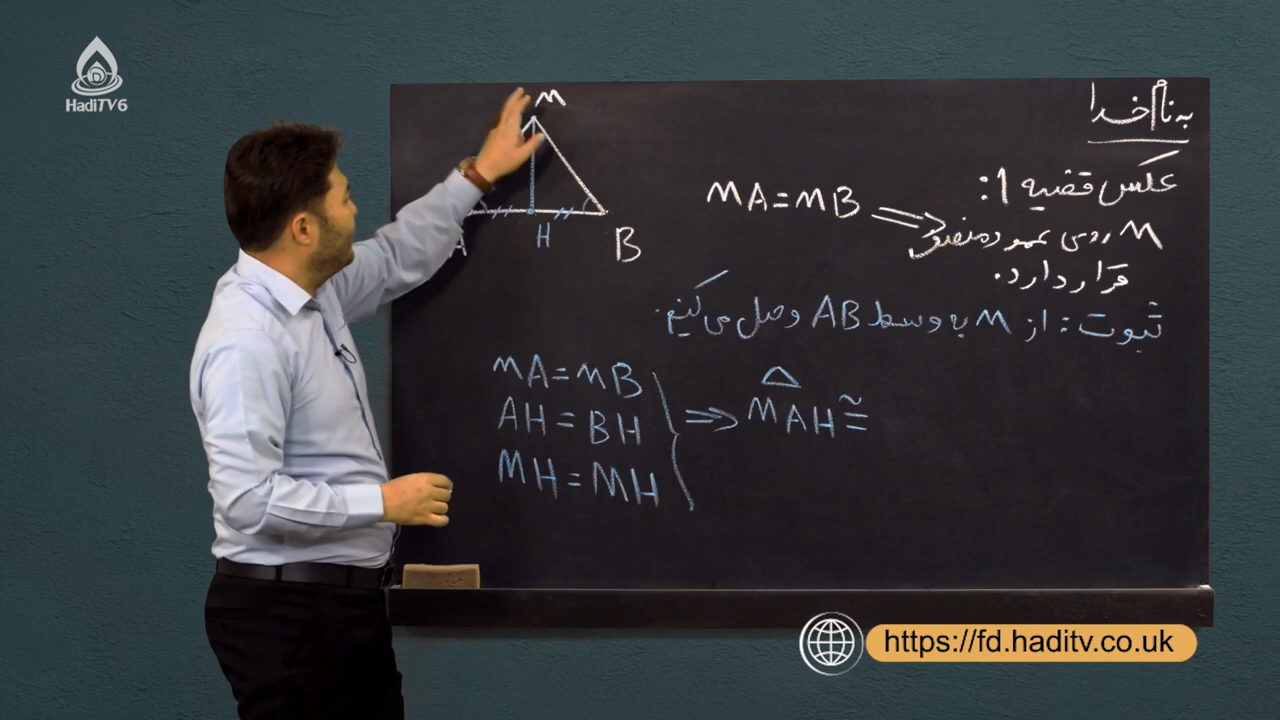 HadiTV6
به نام خدا
عکس قضیه 1:
MA=MB ⇒ M روی عمود منصف
قرار دارد.
ثبوت: از M به وسط AB وصل می‌کنیم.
M
H
A
B
MA=MB
AH=BH
MH=MH
⇒ MAH≅
https://fd.haditv.co.uk